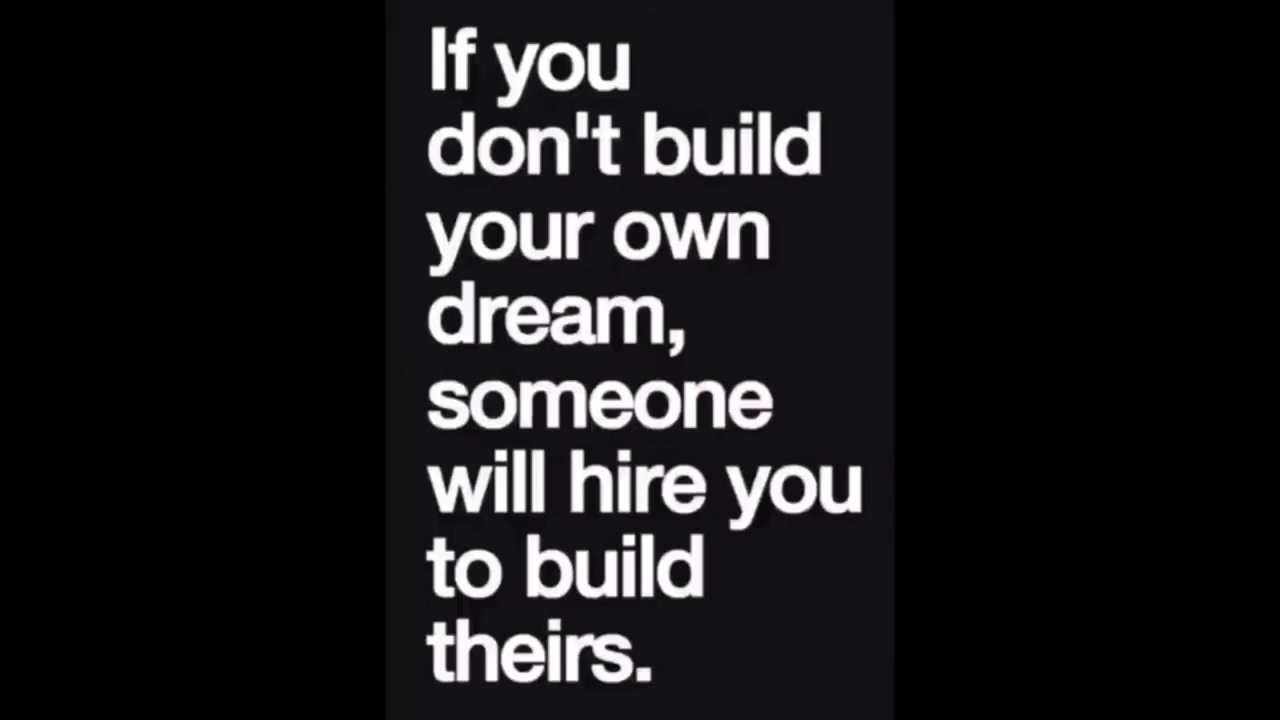 If you
don't build
your own
dream,
someone
will hire you
to build
theirs.